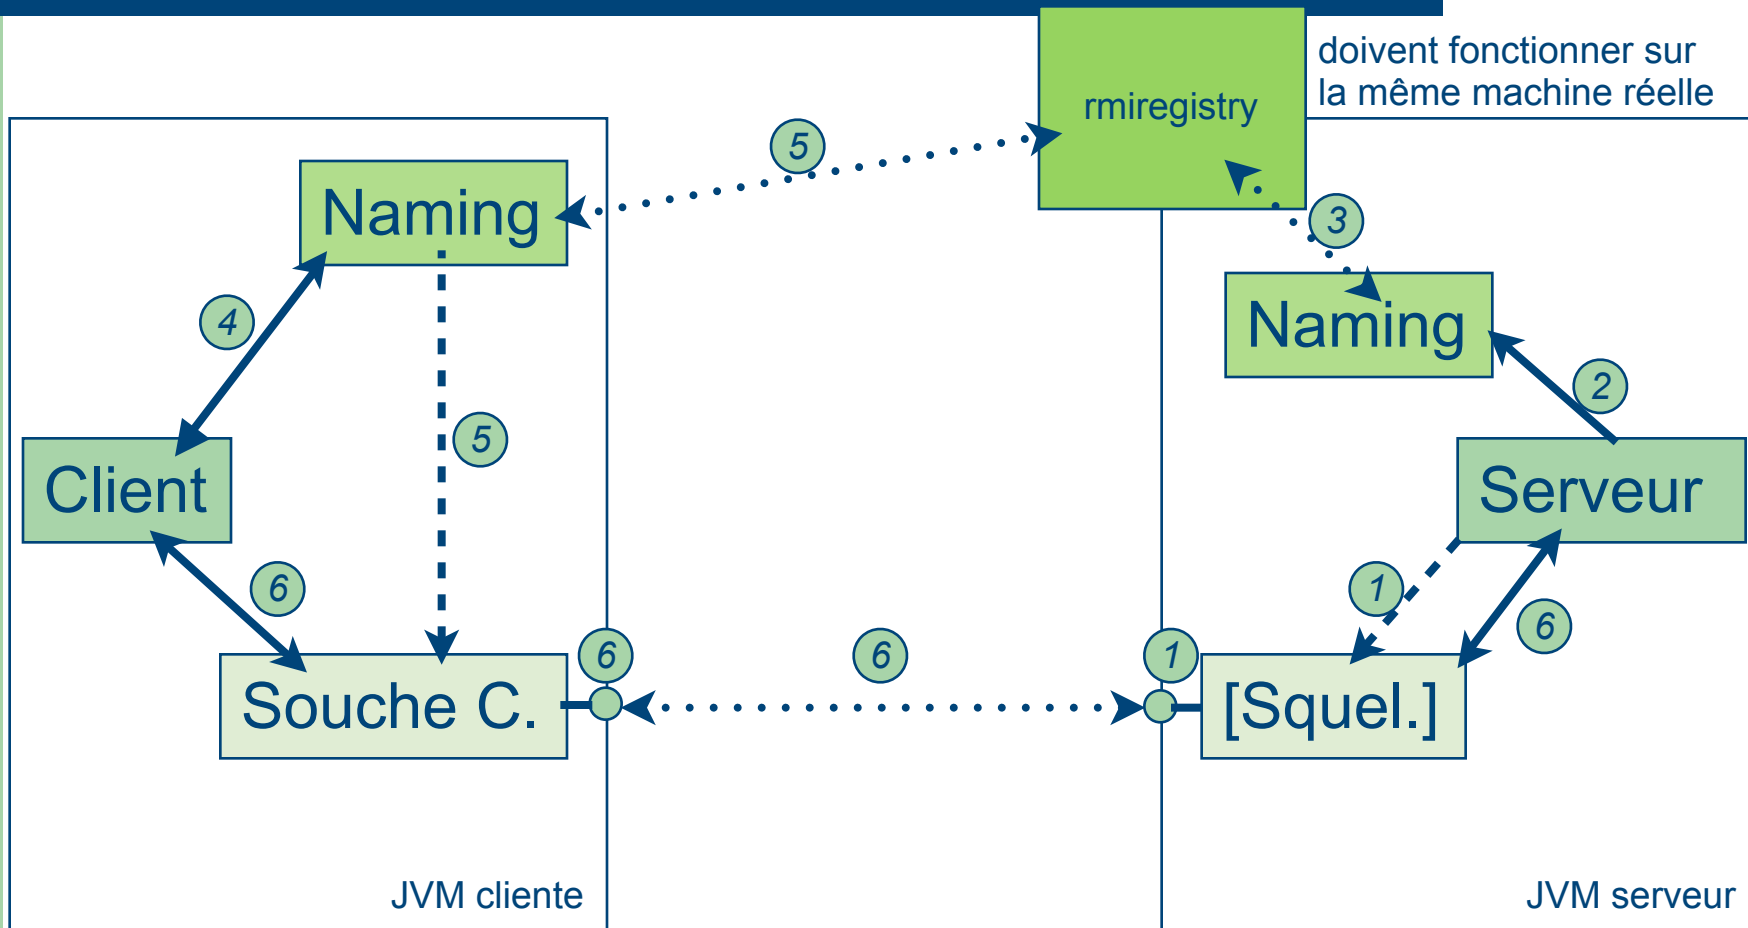 doivent fonctionner sur
la même machine réelle
rmiregistry
5
Naming
3
Naming
4
2
5
Client
Serveur
6
1
6
6
6
1
Souche C.
[Squel.]
JVM cliente
JVM serveur